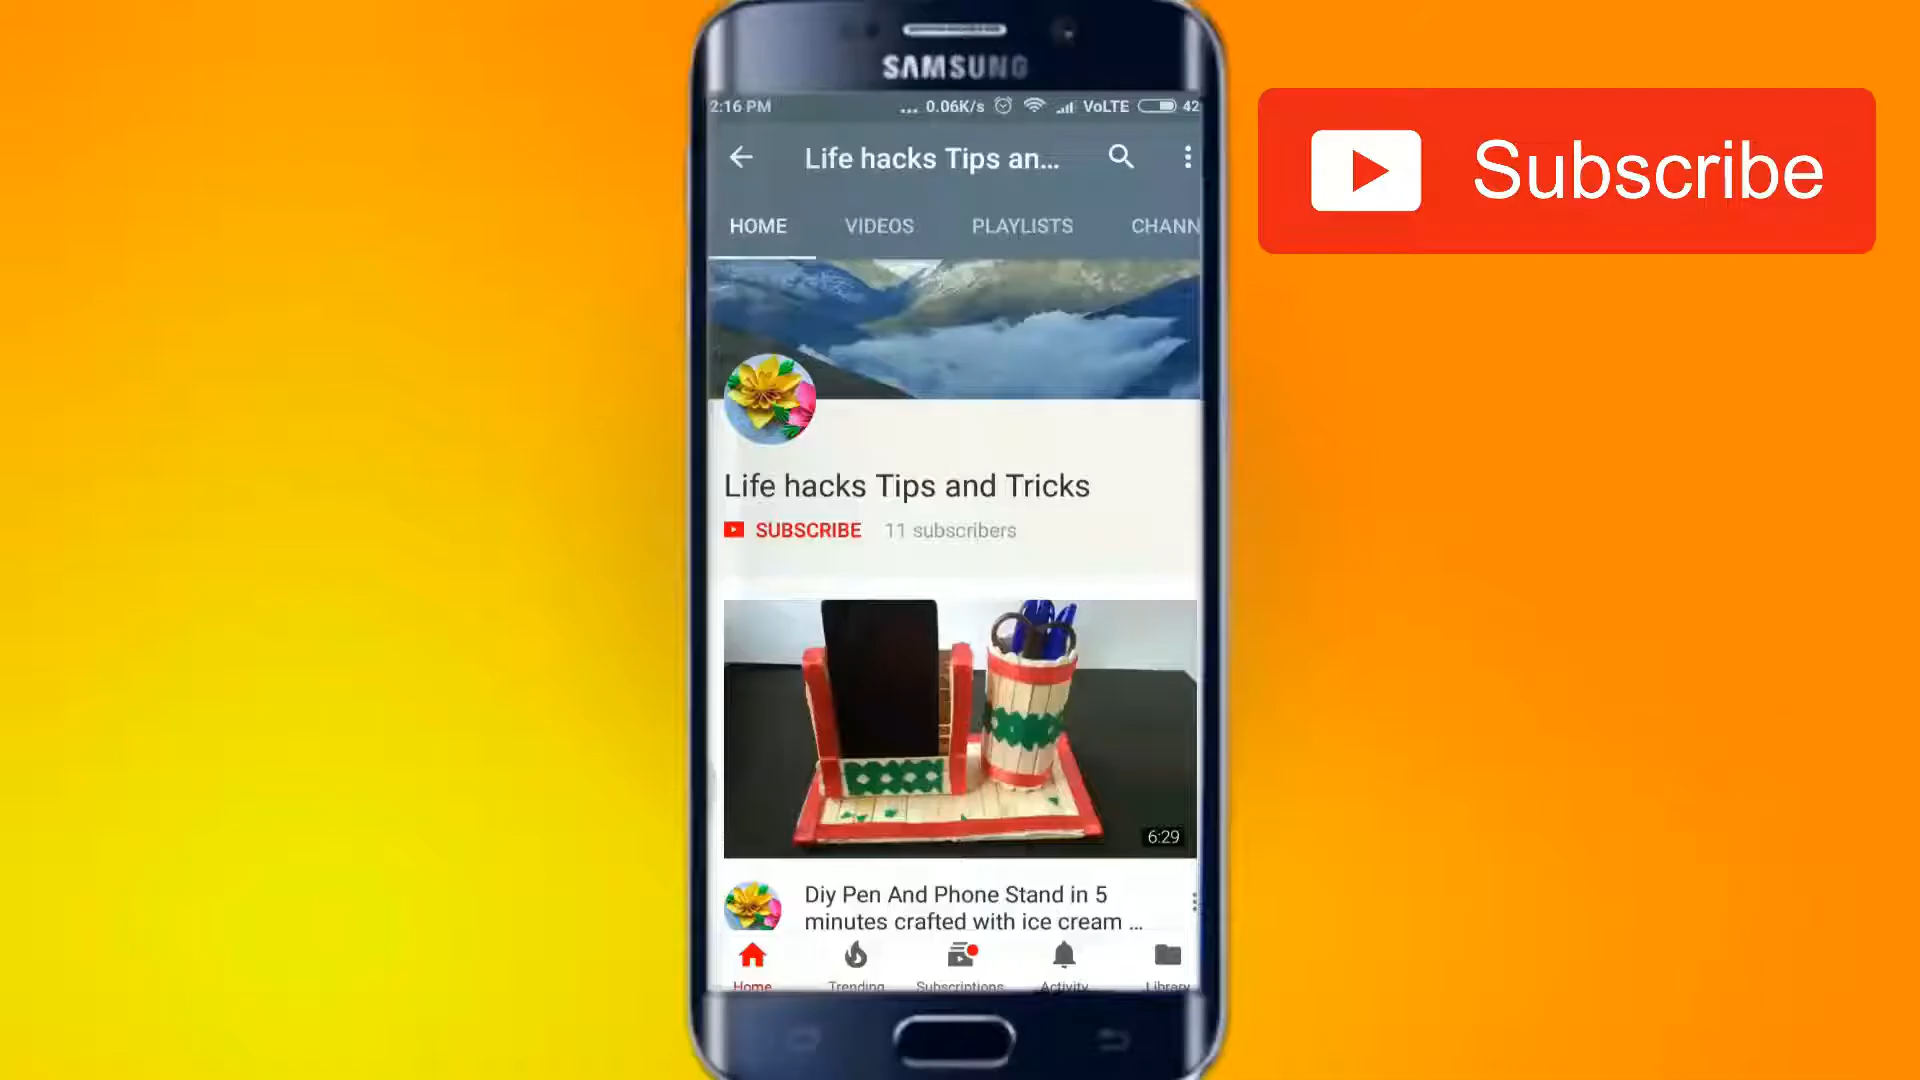 SAMSUNG
2:16 PM ... 0.06K/s VoLTE 42
Life hacks Tips an...
HOME VIDEOS PLAYLISTS CHANN
Subscribe
Life hacks Tips and Tricks
SUBSCRIBE 11 subscribers
6:29
Diy Pen And Phone Stand in 5
minutes crafted with ice cream ...
Home Trending Subscriptions Activity Library